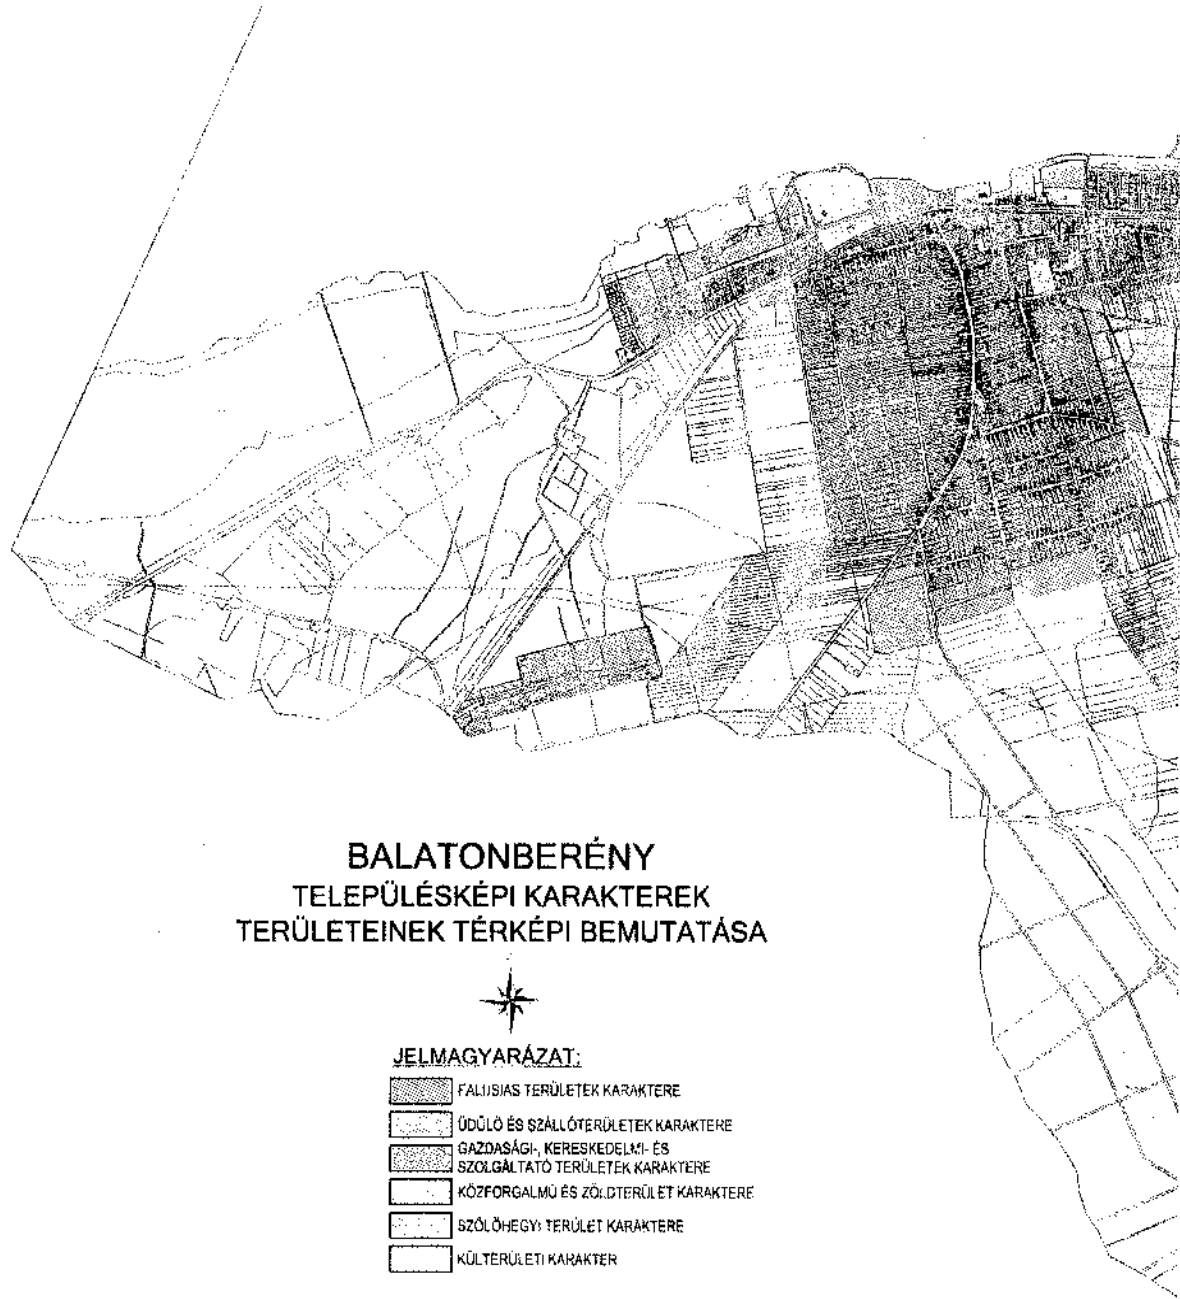 BALATONBERÉNY
TELEPÜLÉSKÉPI KARAKTEREK
TERÜLETEINEK TÉRKÉPI BEMUTATÁSA
JELMAGYARÁZAT:
FALUSIAS TERÜLETEK KARAKTERE
ÜDÜLŐ ÉS SZÁLLÓTERÜLETEK KARAKTERE
GAZDASÁGI-, KERESKEDELMI- ÉS
SZOLGÁLTATÓ TERÜLETEK KARAKTERE
KÖZFORGALMÚ ÉS ZÖLDTERÜLET KARAKTERE
SZŐLŐHEGYI TERÜLET KARAKTERE
KÜLTERÜLETI KARAKTER